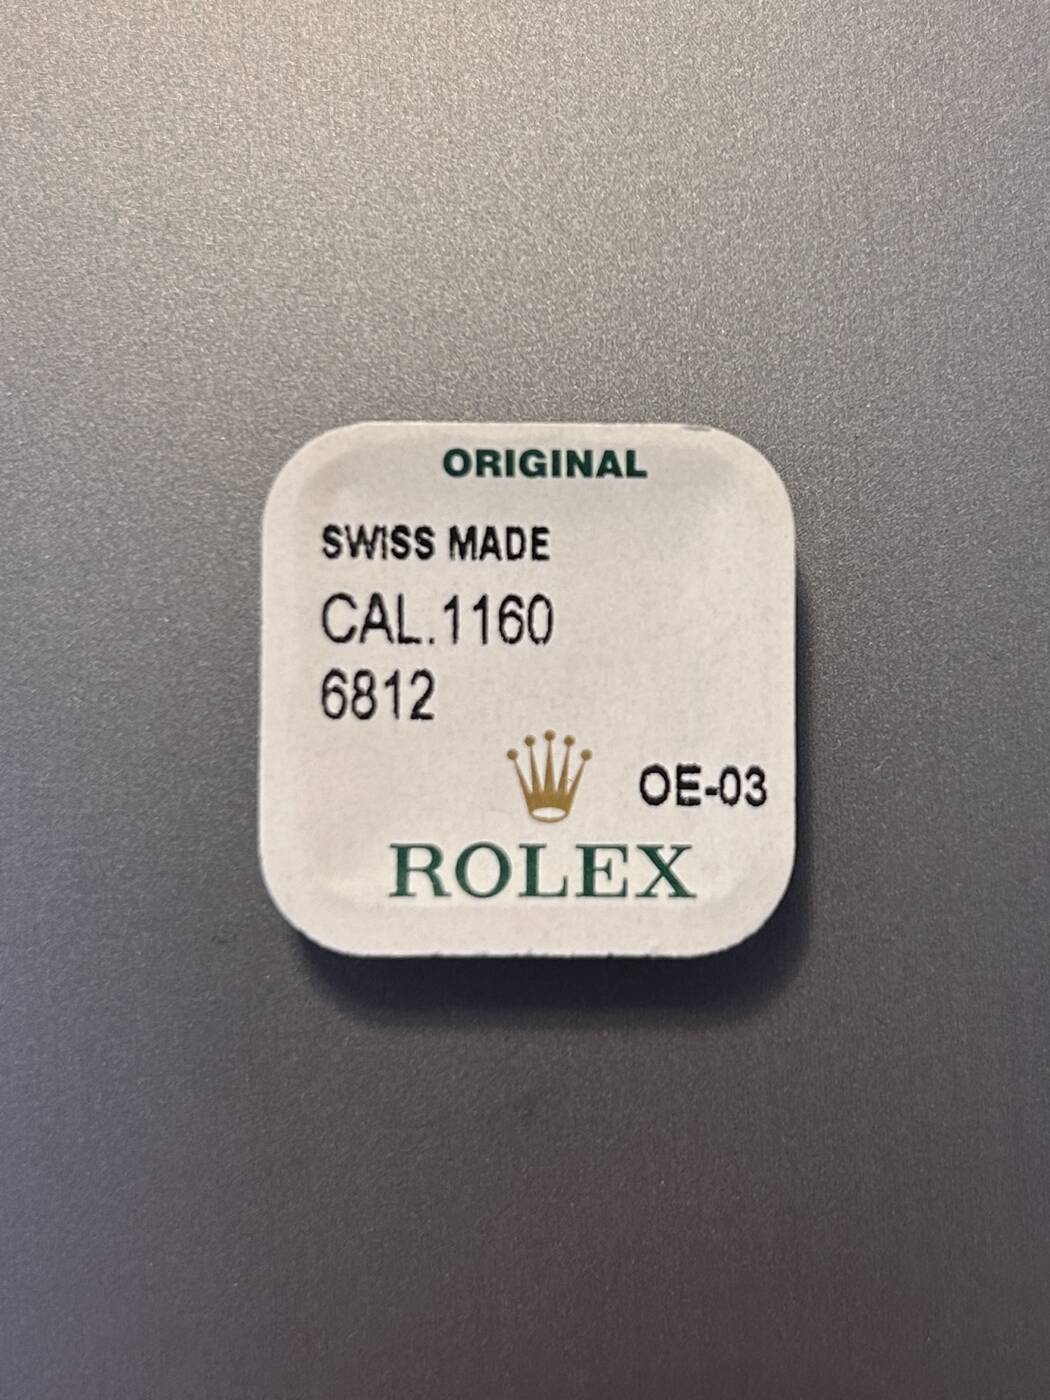 ORIGINAL
SWISS MADE
CAL.1160
6812
OE-03
ROLEX